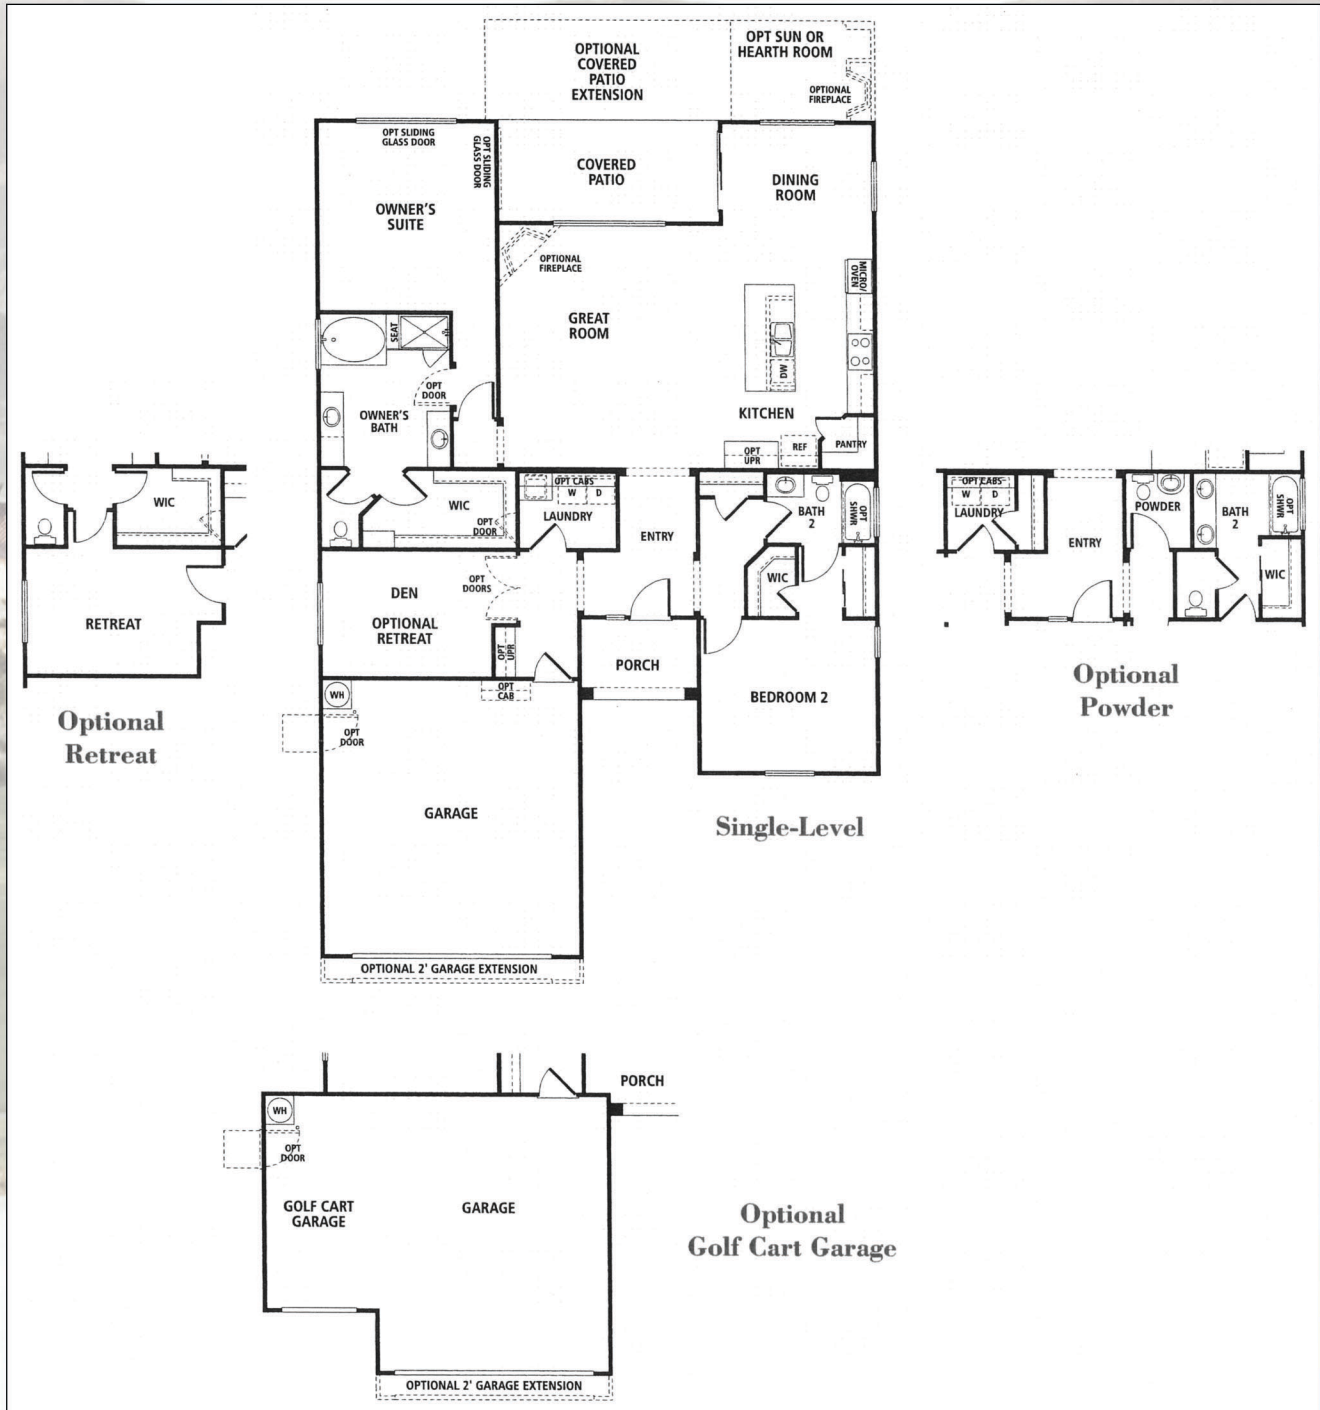 OPTIONAL
COVERED
PATIO
EXTENSION
OPT SUN OR
HEARTH ROOM
OPTIONAL
FIREPLACE
OPT SLIDING
GLASS DOOR
OPT SLIDING
GLASS DOOR
OWNER'S
SUITE
COVERED
PATIO
DINING
ROOM
OPTIONAL
FIREPLACE
GREAT
ROOM
MICRO/
OVEN
SEAT
OPT
DOOR
OWNER'S
BATH
DW
KITCHEN
OPT
UPR
REF
PANTRY
WIC
OPT
DOOR
OPT CABS
W D
LAUNDRY
ENTRY
BATH
2
OPT
SHWR
WIC
DEN
OPTIONAL
RETREAT
OPT
DOORS
OPT
UPR
PORCH
BEDROOM 2
WH
OPT
CAB
OPT
DOOR
GARAGE
OPTIONAL 2' GARAGE EXTENSION
Single-Level
WIC
RETREAT
Optional
Retreat
OPT CABS
W D
LAUNDRY
ENTRY
POWDER
BATH
2
OPT
SHWR
WIC
Optional
Powder
PORCH
WH
OPT
DOOR
GOLF CART
GARAGE
GARAGE
OPTIONAL 2' GARAGE EXTENSION
Optional
Golf Cart Garage